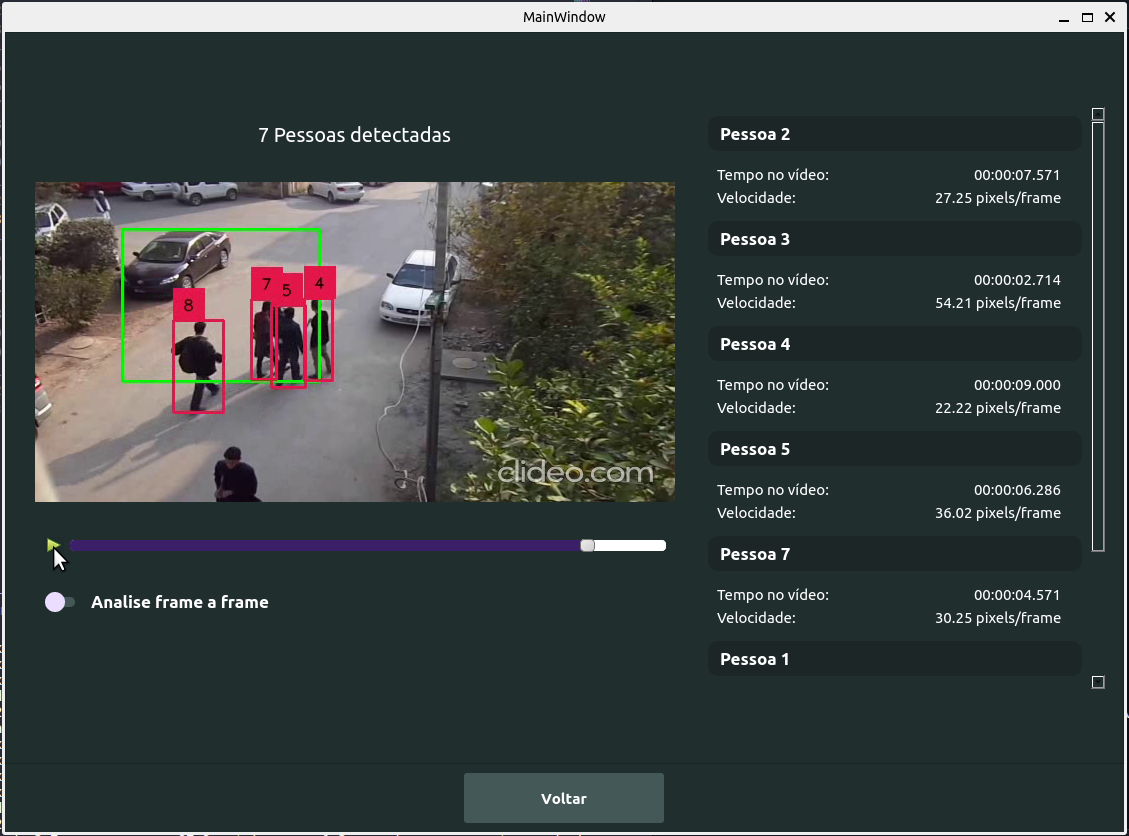 MainWindow
7 Pessoas detectadas
8
7
5
4
clideo.com
Analise frame a frame
Pessoa 2
Tempo no vídeo: 00:00:07.571
Velocidade: 27.25 pixels/frame
Pessoa 3
Tempo no vídeo: 00:00:02.714
Velocidade: 54.21 pixels/frame
Pessoa 4
Tempo no vídeo: 00:00:09.000
Velocidade: 22.22 pixels/frame
Pessoa 5
Tempo no vídeo: 00:00:06.286
Velocidade: 36.02 pixels/frame
Pessoa 7
Tempo no vídeo: 00:00:04.571
Velocidade: 30.25 pixels/frame
Pessoa 1
Voltar